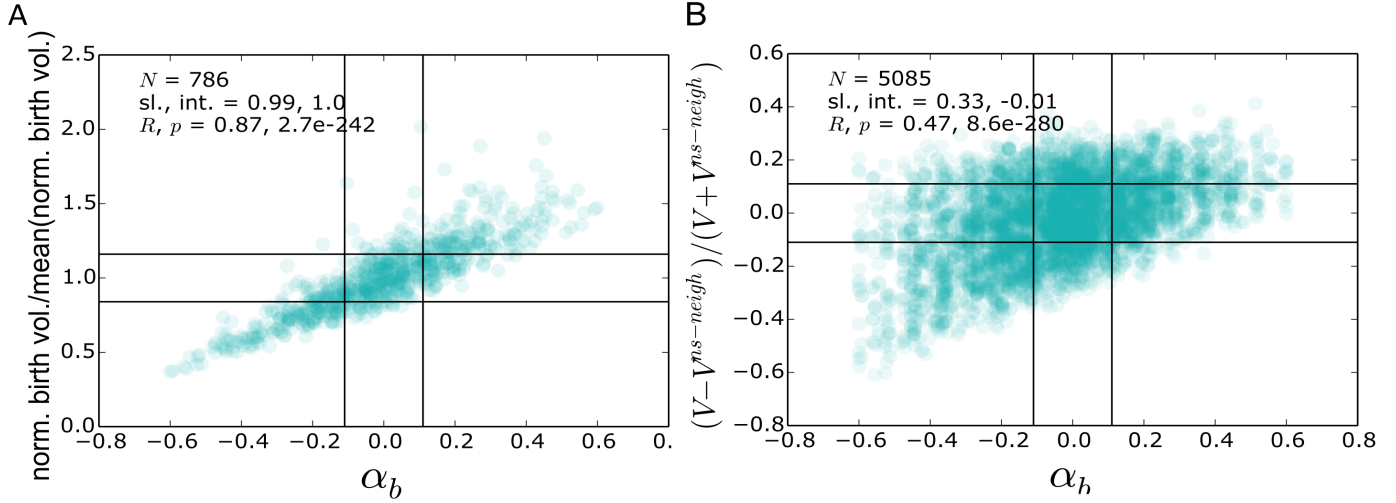 A
norm. birth vol./mean(norm. birth vol.)
2.5
2.0
1.5
1.0
0.5
0.0
N = 786
sl., int. = 0.99, 1.0
R, p = 0.87, 2.7e-242
−0.8 −0.6 −0.4 −0.2 0.0 0.2 0.4 0.6 0.
α_b
B
(V−V^{ns−neigh})/(V+V^{ns−neigh})
0.6
0.4
0.2
0.0
−0.2
−0.4
−0.6
−0.8
N = 5085
sl., int. = 0.33, -0.01
R, p = 0.47, 8.6e-280
−0.8 −0.6 −0.4 −0.2 0.0 0.2 0.4 0.6 0.8
α_b